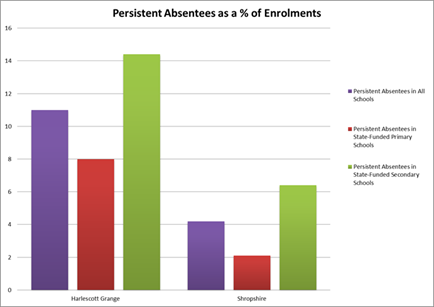 Persistent Absentees as a % of Enrolments
16
14
12
10
8
6
4
2
0
Harlescott Grange
Shropshire
Persistent Absentees in All
Schools
Persistent Absentees in
State-Funded Primary
Schools
Persistent Absentees in
State-Funded Secondary
Schools